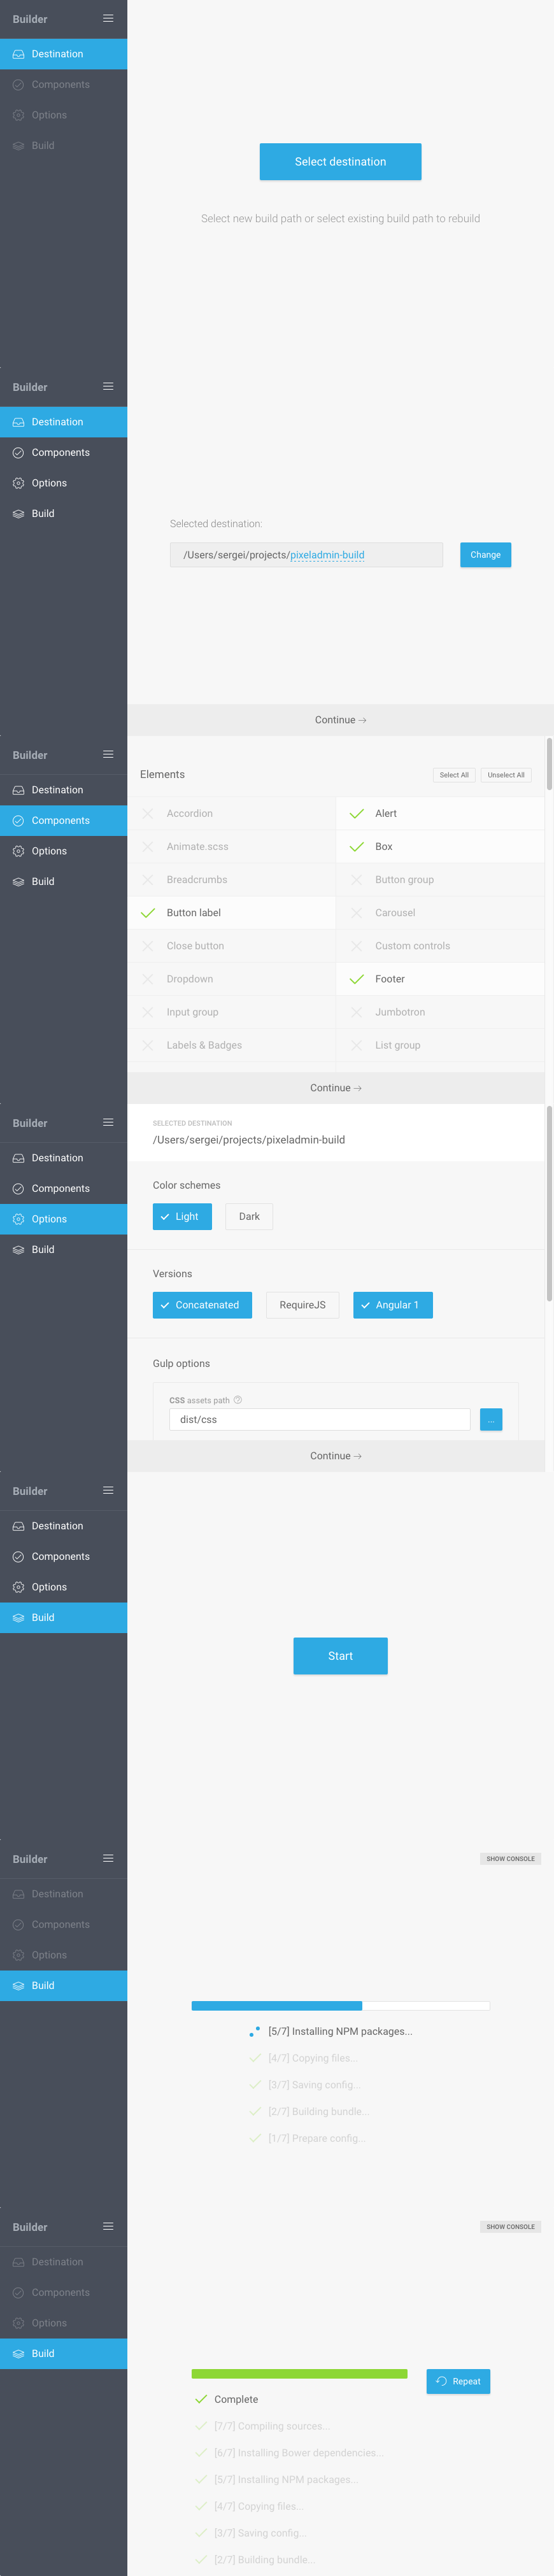 Builder
Destination
Components
Options
Build
Select destination
Select new build path or select existing build path to rebuild
Builder
Destination
Components
Options
Build
Selected destination:
/Users/sergei/projects/pixeladmin-build
Change
Continue →
Builder
Destination
Components
Options
Build
Elements
Select All
Unselect All
Accordion
Alert
Animate.scss
Box
Breadcrumbs
Button group
Button label
Carousel
Close button
Custom controls
Dropdown
Footer
Input group
Jumbotron
Labels & Badges
List group
Continue →
Builder
Destination
Components
Options
Build
SELECTED DESTINATION
/Users/sergei/projects/pixeladmin-build
Color schemes
Light
Dark
Versions
Concatenated
RequireJS
Angular 1
Gulp options
CSS assets path
dist/css
...
Continue →
Builder
Destination
Components
Options
Build
Start
Builder
Destination
Components
Options
Build
SHOW CONSOLE
[5/7] Installing NPM packages...
[4/7] Copying files...
[3/7] Saving config...
[2/7] Building bundle...
[1/7] Prepare config...
Builder
Destination
Components
Options
Build
SHOW CONSOLE
Repeat
Complete
[7/7] Compiling sources...
[6/7] Installing Bower dependencies...
[5/7] Installing NPM packages...
[4/7] Copying files...
[3/7] Saving config...
[2/7] Building bundle...